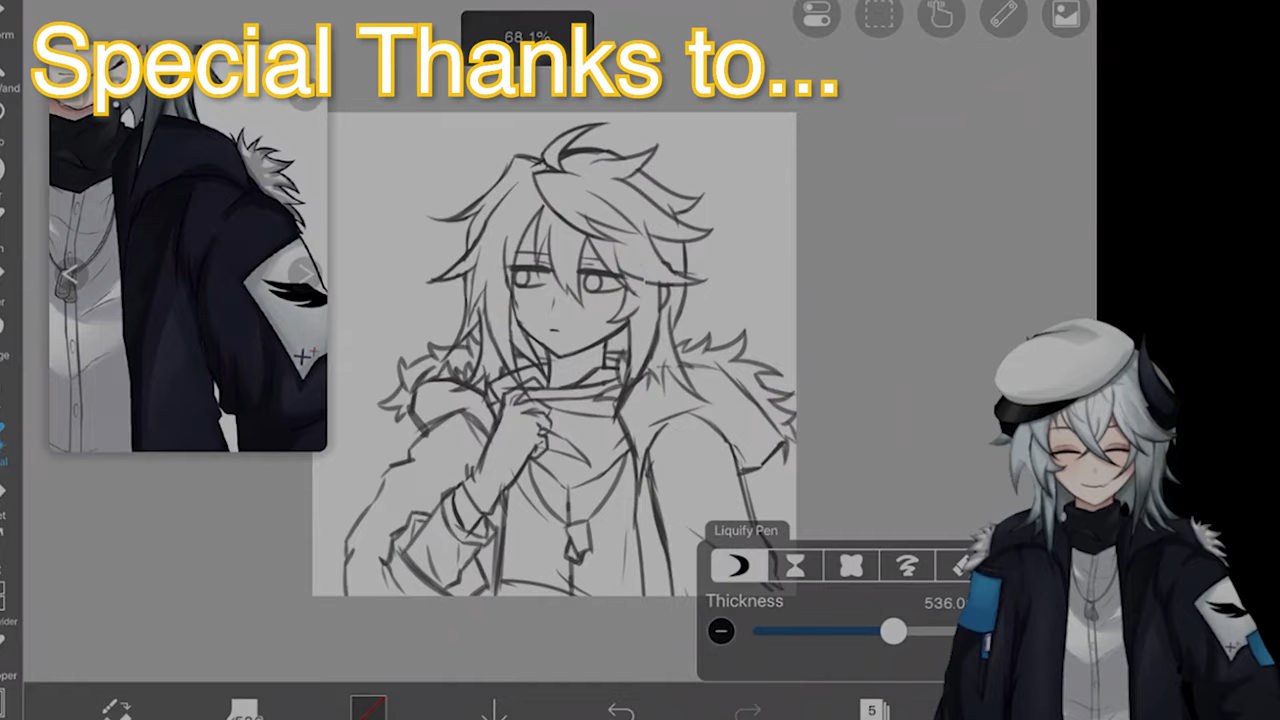 Special Thanks to...
68.1%
Liquify Pen
Thickness
536.0
5